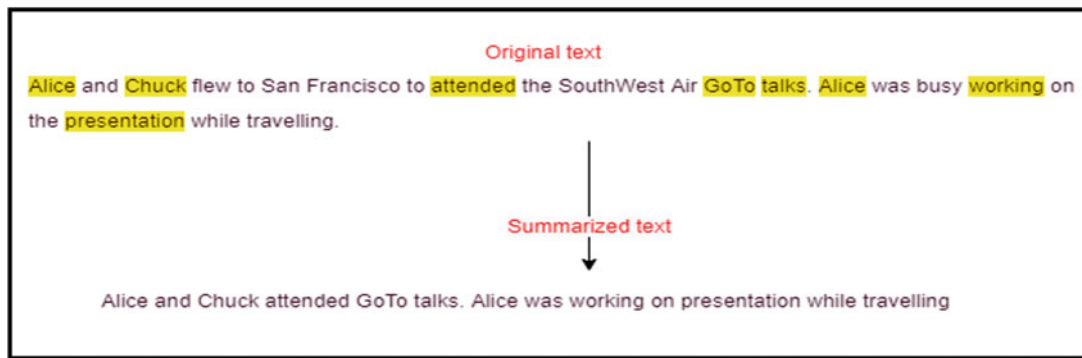 Original text
Alice and Chuck flew to San Francisco to attended the SouthWest Air GoTo talks. Alice was busy working on
the presentation while travelling.
Summarized text
Alice and Chuck attended GoTo talks. Alice was working on presentation while travelling